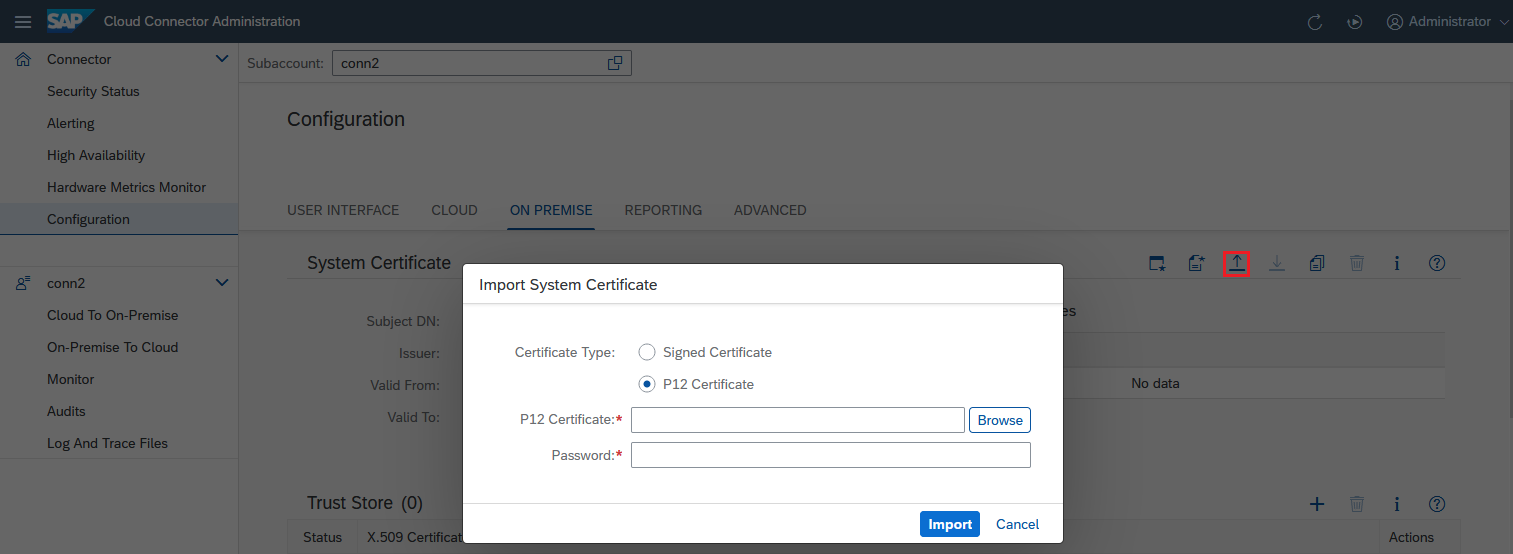 SAP Cloud Connector Administration Administrator
Connector
Security Status
Alerting
High Availability
Hardware Metrics Monitor
Configuration
conn2
Cloud To On-Premise
On-Premise To Cloud
Monitor
Audits
Log And Trace Files
Subaccount: conn2
Configuration
USER INTERFACE CLOUD ON PREMISE REPORTING ADVANCED
System Certificate
Subject DN:
Issuer:
Valid From:
Valid To:
es
No data
Import System Certificate
Certificate Type: Signed Certificate
P12 Certificate
P12 Certificate:* Browse
Password:*
Import Cancel
Trust Store (0)
Status X.509 Certificat Actions